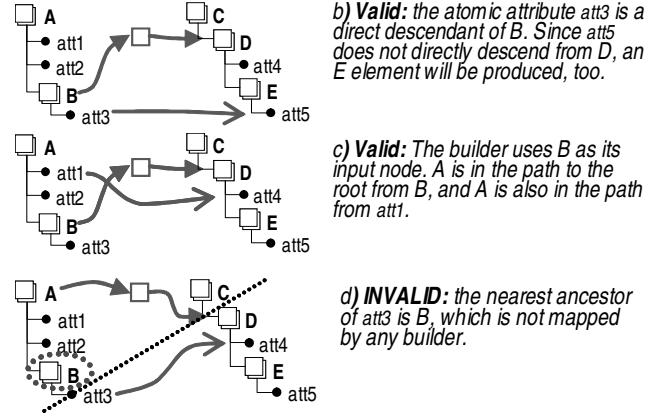 A
att1
att2
B
att3
C
D
att4
E
att5
b) Valid: the atomic attribute att3 is a
direct descendant of B. Since att5
does not directly descend from D, an
E element will be produced, too.
A
att1
att2
B
att3
C
D
att4
E
att5
c) Valid: The builder uses B as its
input node. A is in the path to the
root from B, and A is also in the path
from att1.
A
att1
att2
B
att3
C
D
att4
E
att5
d) INVALID: the nearest ancestor
of att3 is B, which is not mapped
by any builder.